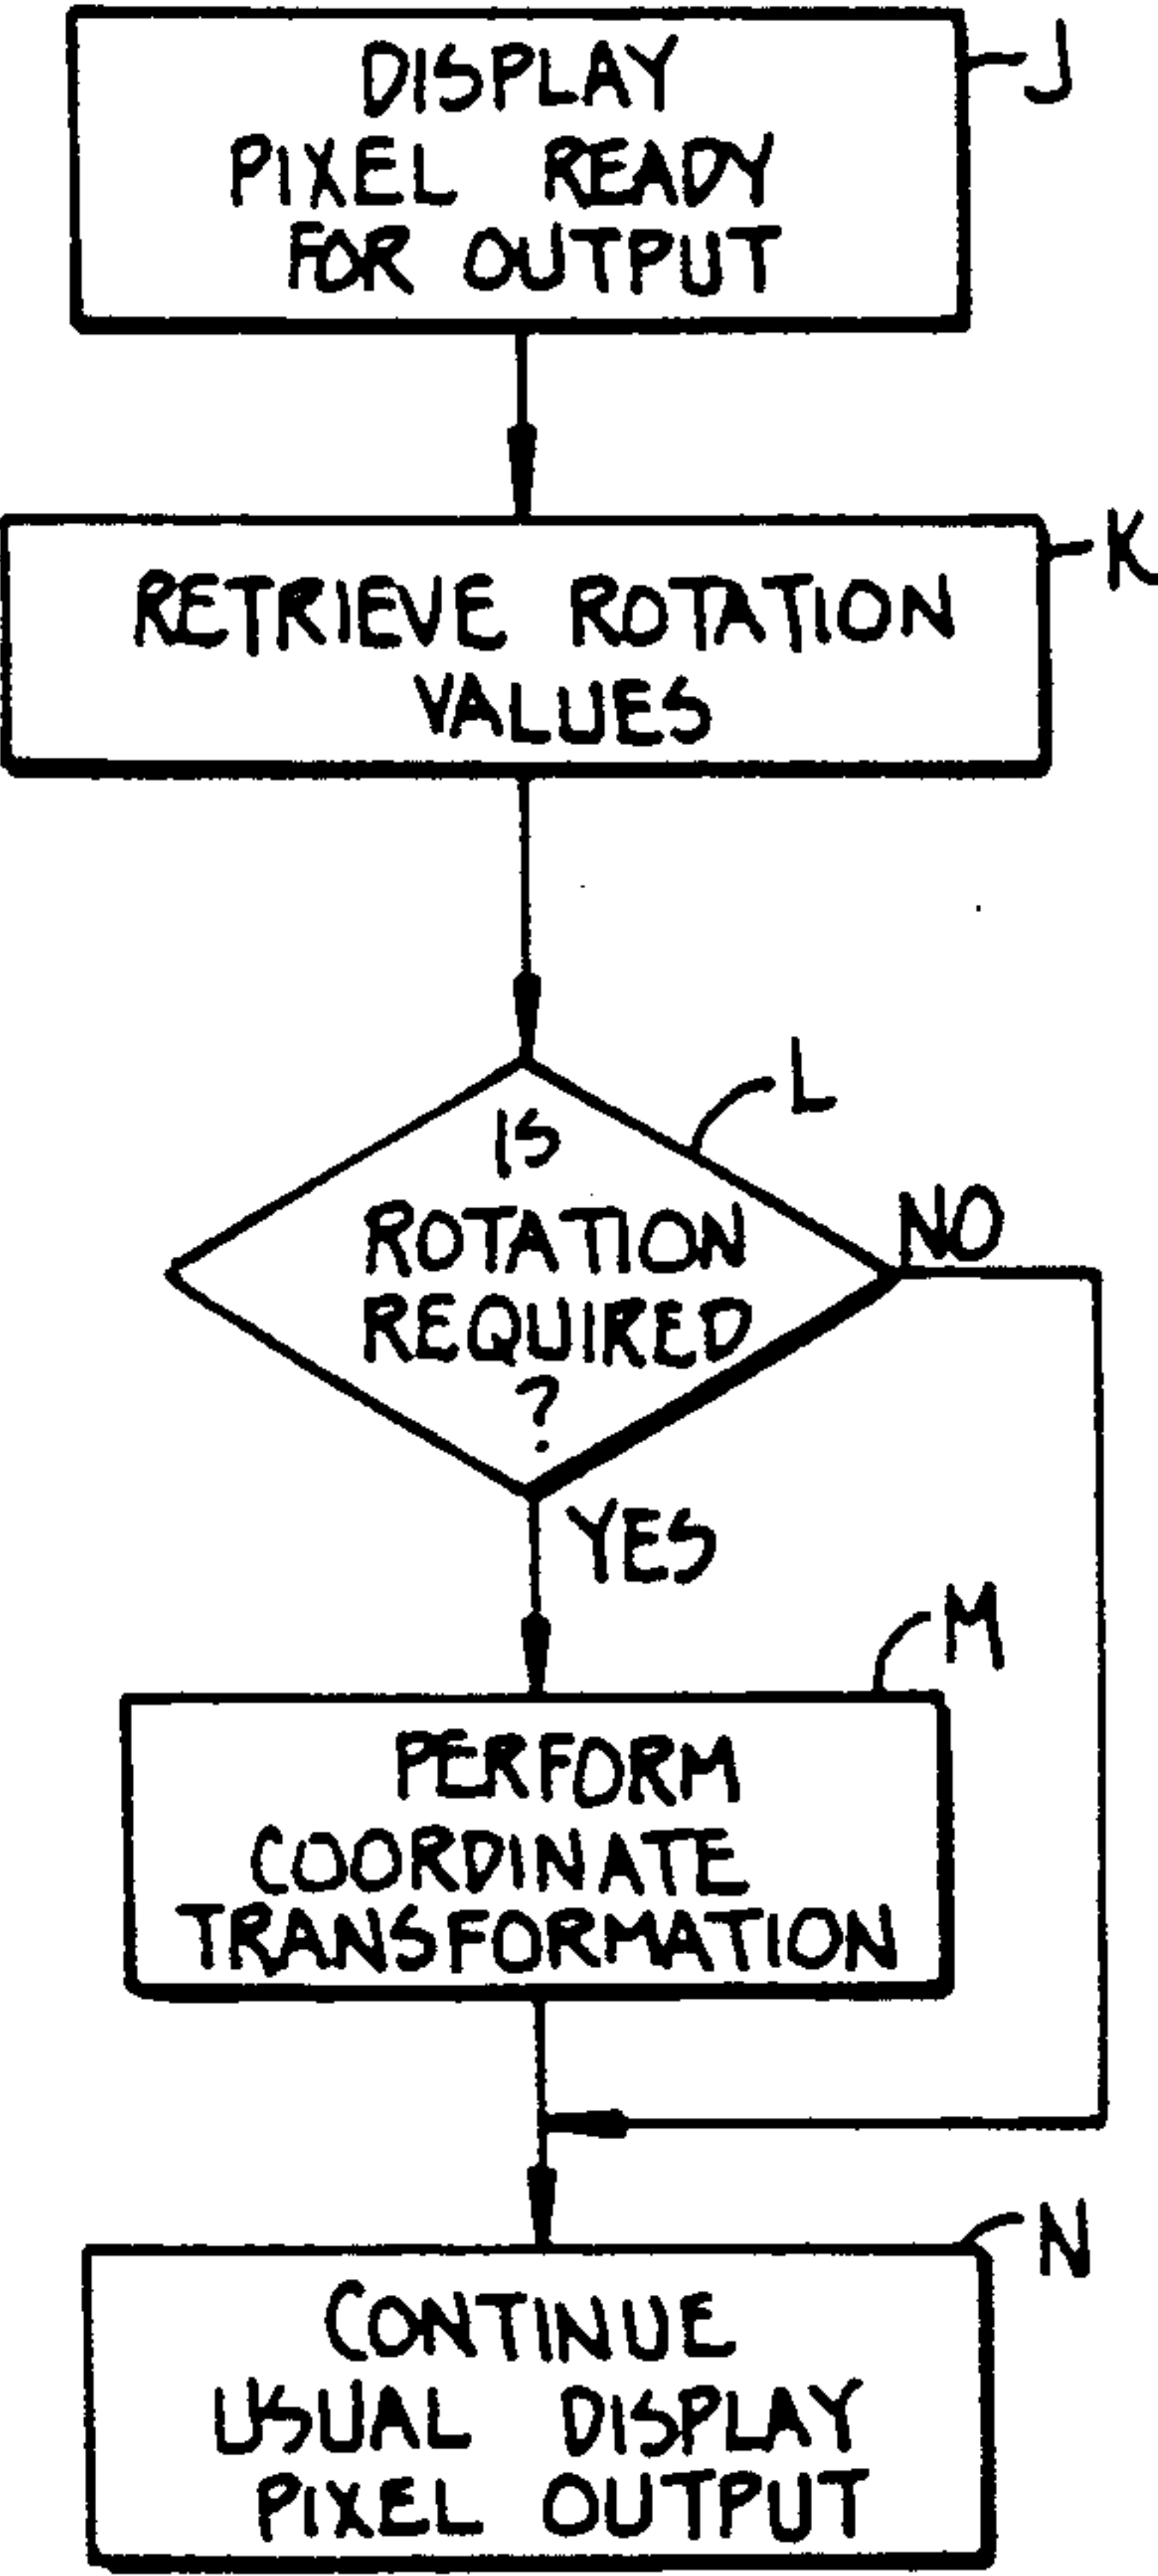 DISPLAY
PIXEL READY
FOR OUTPUT
J
RETRIEVE ROTATION
VALUES
K
L
IS
ROTATION
REQUIRED
?
NO
YES
M
PERFORM
COORDINATE
TRANSFORMATION
N
CONTINUE
USUAL DISPLAY
PIXEL OUTPUT